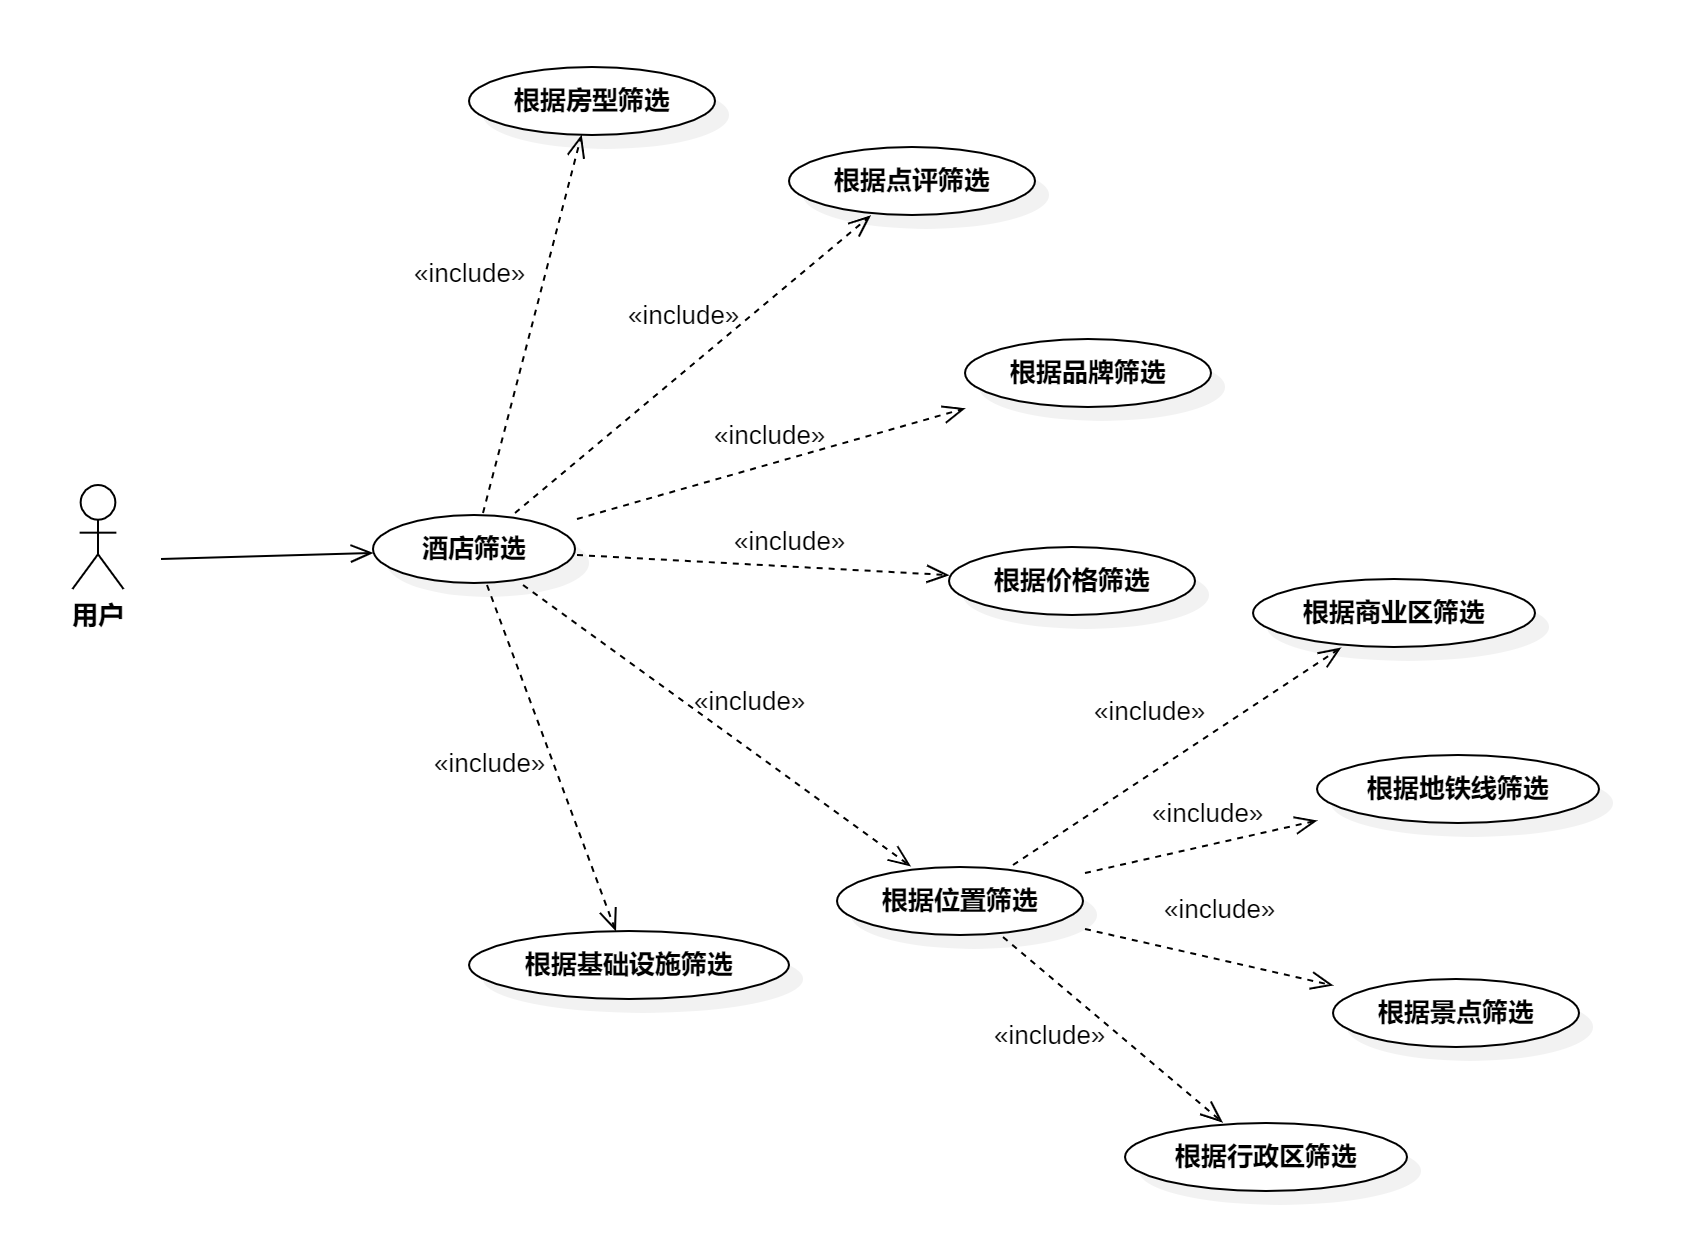 根据房型筛选
根据点评筛选
«include»
«include»
根据品牌筛选
«include»
用户
酒店筛选
«include»
根据价格筛选
根据商业区筛选
«include»
«include»
«include»
根据地铁线筛选
«include»
根据位置筛选
«include»
根据基础设施筛选
根据景点筛选
«include»
根据行政区筛选